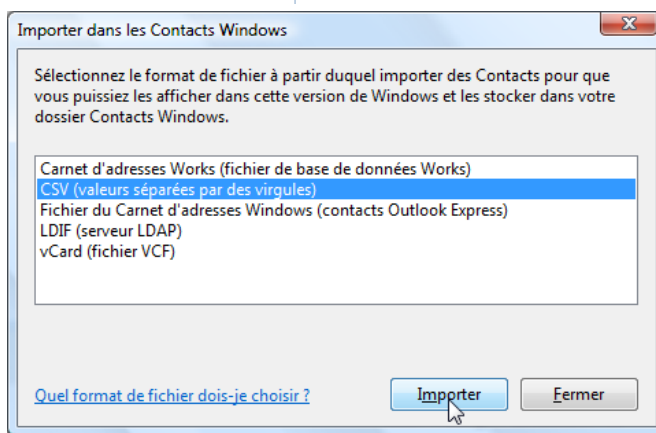 Importer dans les Contacts Windows
Sélectionnez le format de fichier à partir duquel importer des Contacts pour que
vous puissiez les afficher dans cette version de Windows et les stocker dans votre
dossier Contacts Windows.
Carnet d'adresses Works (fichier de base de données Works)
CSV (valeurs séparées par des virgules)
Fichier du Carnet d'adresses Windows (contacts Outlook Express)
LDIF (serveur LDAP)
vCard (fichier VCF)
Quel format de fichier dois-je choisir ? Importer Fermer